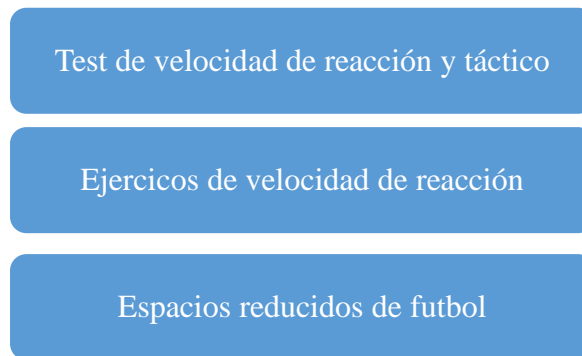 Test de velocidad de reacción y táctico
Ejercicos de velocidad de reacción
Espacios reducidos de futbol